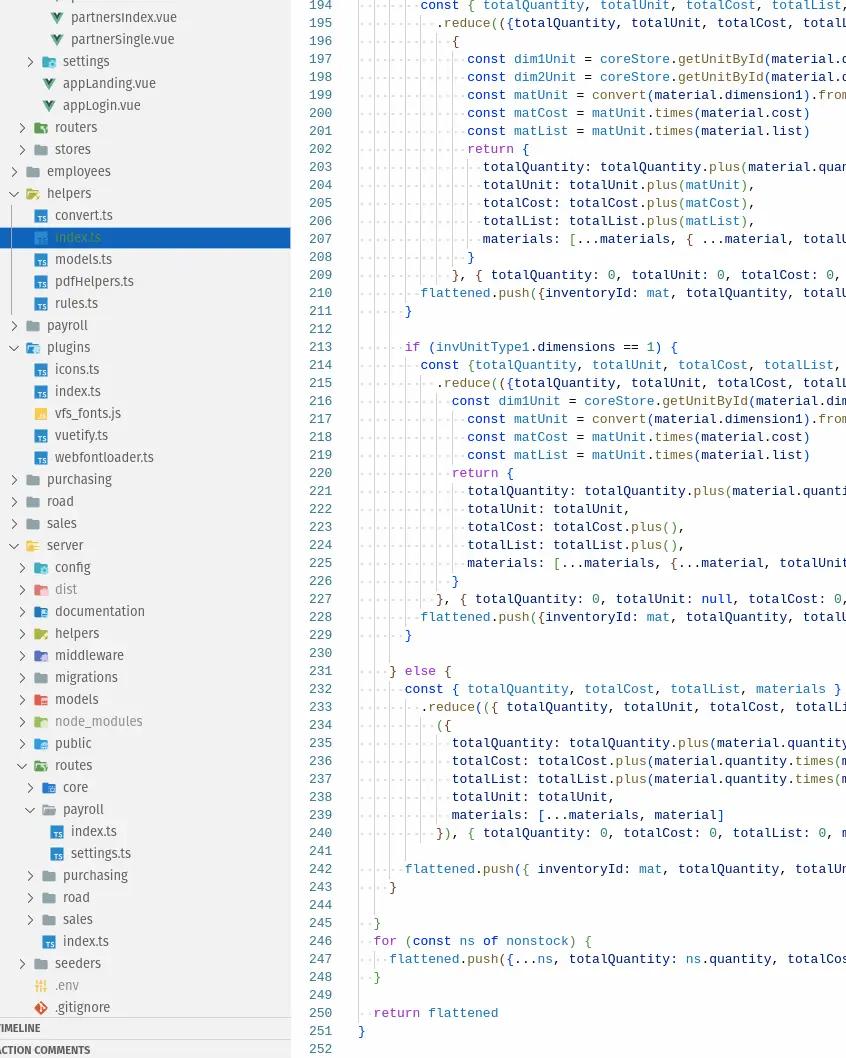 partnersIndex.vue
partnerSingle.vue
settings
appLanding.vue
appLogin.vue
routers
stores
employees
helpers
convert.ts
index.ts
models.ts
pdfHelpers.ts
rules.ts
payroll
plugins
icons.ts
index.ts
vfs_fonts.js
vuetify.ts
webfontloader.ts
purchasing
road
sales
server
config
dist
documentation
helpers
middleware
migrations
models
node_modules
public
routes
core
payroll
index.ts
settings.ts
purchasing
road
sales
index.ts
seeders
.env
.gitignore
TIMELINE
ACTION COMMENTS
194 const { totalQuantity, totalUnit, totalCost, totalList,
195 .reduce(({totalQuantity, totalUnit, totalCost, totalL
196 {
197 const dim1Unit = coreStore.getUnitById(material.d
198 const dim2Unit = coreStore.getUnitById(material.d
199 const matUnit = convert(material.dimension1).from
200 const matCost = matUnit.times(material.cost)
201 const matList = matUnit.times(material.list)
202 return {
203 totalQuantity: totalQuantity.plus(material.quan
204 totalUnit: totalUnit.plus(matUnit),
205 totalCost: totalCost.plus(matCost),
206 totalList: totalList.plus(matList),
207 materials: [...materials, { ...material, totalU
208 }
209 }, { totalQuantity: 0, totalUnit: 0, totalCost: 0,
210 flattened.push({inventoryId: mat, totalQuantity, totalU
211 }
212
213 if (invUnitType1.dimensions == 1) {
214 const {totalQuantity, totalUnit, totalCost, totalList,
215 .reduce(({totalQuantity, totalUnit, totalCost, totalL
216 const dim1Unit = coreStore.getUnitById(material.dim
217 const matUnit = convert(material.dimension1).from
218 const matCost = matUnit.times(material.cost)
219 const matList = matUnit.times(material.list)
220 return {
221 totalQuantity: totalQuantity.plus(material.quanti
222 totalUnit: totalUnit,
223 totalCost: totalCost.plus(),
224 totalList: totalList.plus(),
225 materials: [...materials, {...material, totalUnit
226 }
227 }, { totalQuantity: 0, totalUnit: null, totalCost: 0,
228 flattened.push({inventoryId: mat, totalQuantity, totalU
229 }
230
231 } else {
232 const { totalQuantity, totalCost, totalList, materials }
233 .reduce(({ totalQuantity, totalUnit, totalCost, totalLi
234 ({
235 totalQuantity: totalQuantity.plus(material.quantity
236 totalCost: totalCost.plus(material.quantity.times(m
237 totalList: totalList.plus(material.quantity.times(m
238 totalUnit: totalUnit,
239 materials: [...materials, material]
240 }), { totalQuantity: 0, totalCost: 0, totalList: 0, m
241
242 flattened.push({ inventoryId: mat, totalQuantity, totalUn
243 }
244
245 }
246 for (const ns of nonstock) {
247 flattened.push({...ns, totalQuantity: ns.quantity, totalCos
248 }
249
250 return flattened
251 }
252